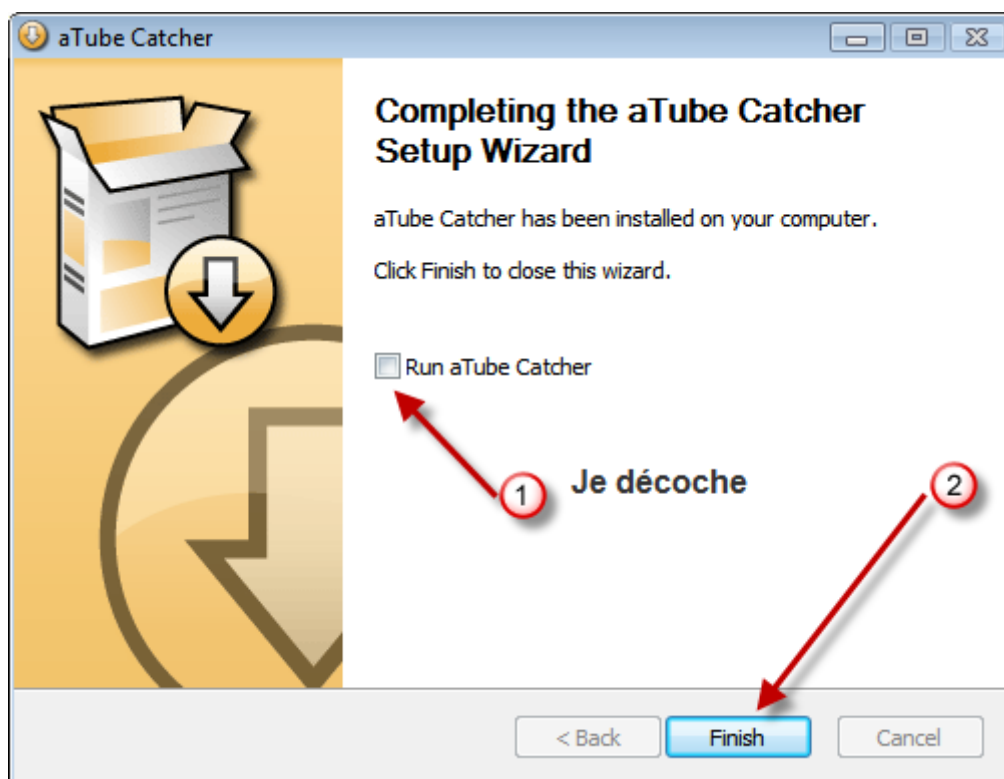 aTube Catcher
Completing the aTube Catcher
Setup Wizard
aTube Catcher has been installed on your computer.
Click Finish to close this wizard.
Run aTube Catcher
1 Je décoche 2
< Back Finish Cancel